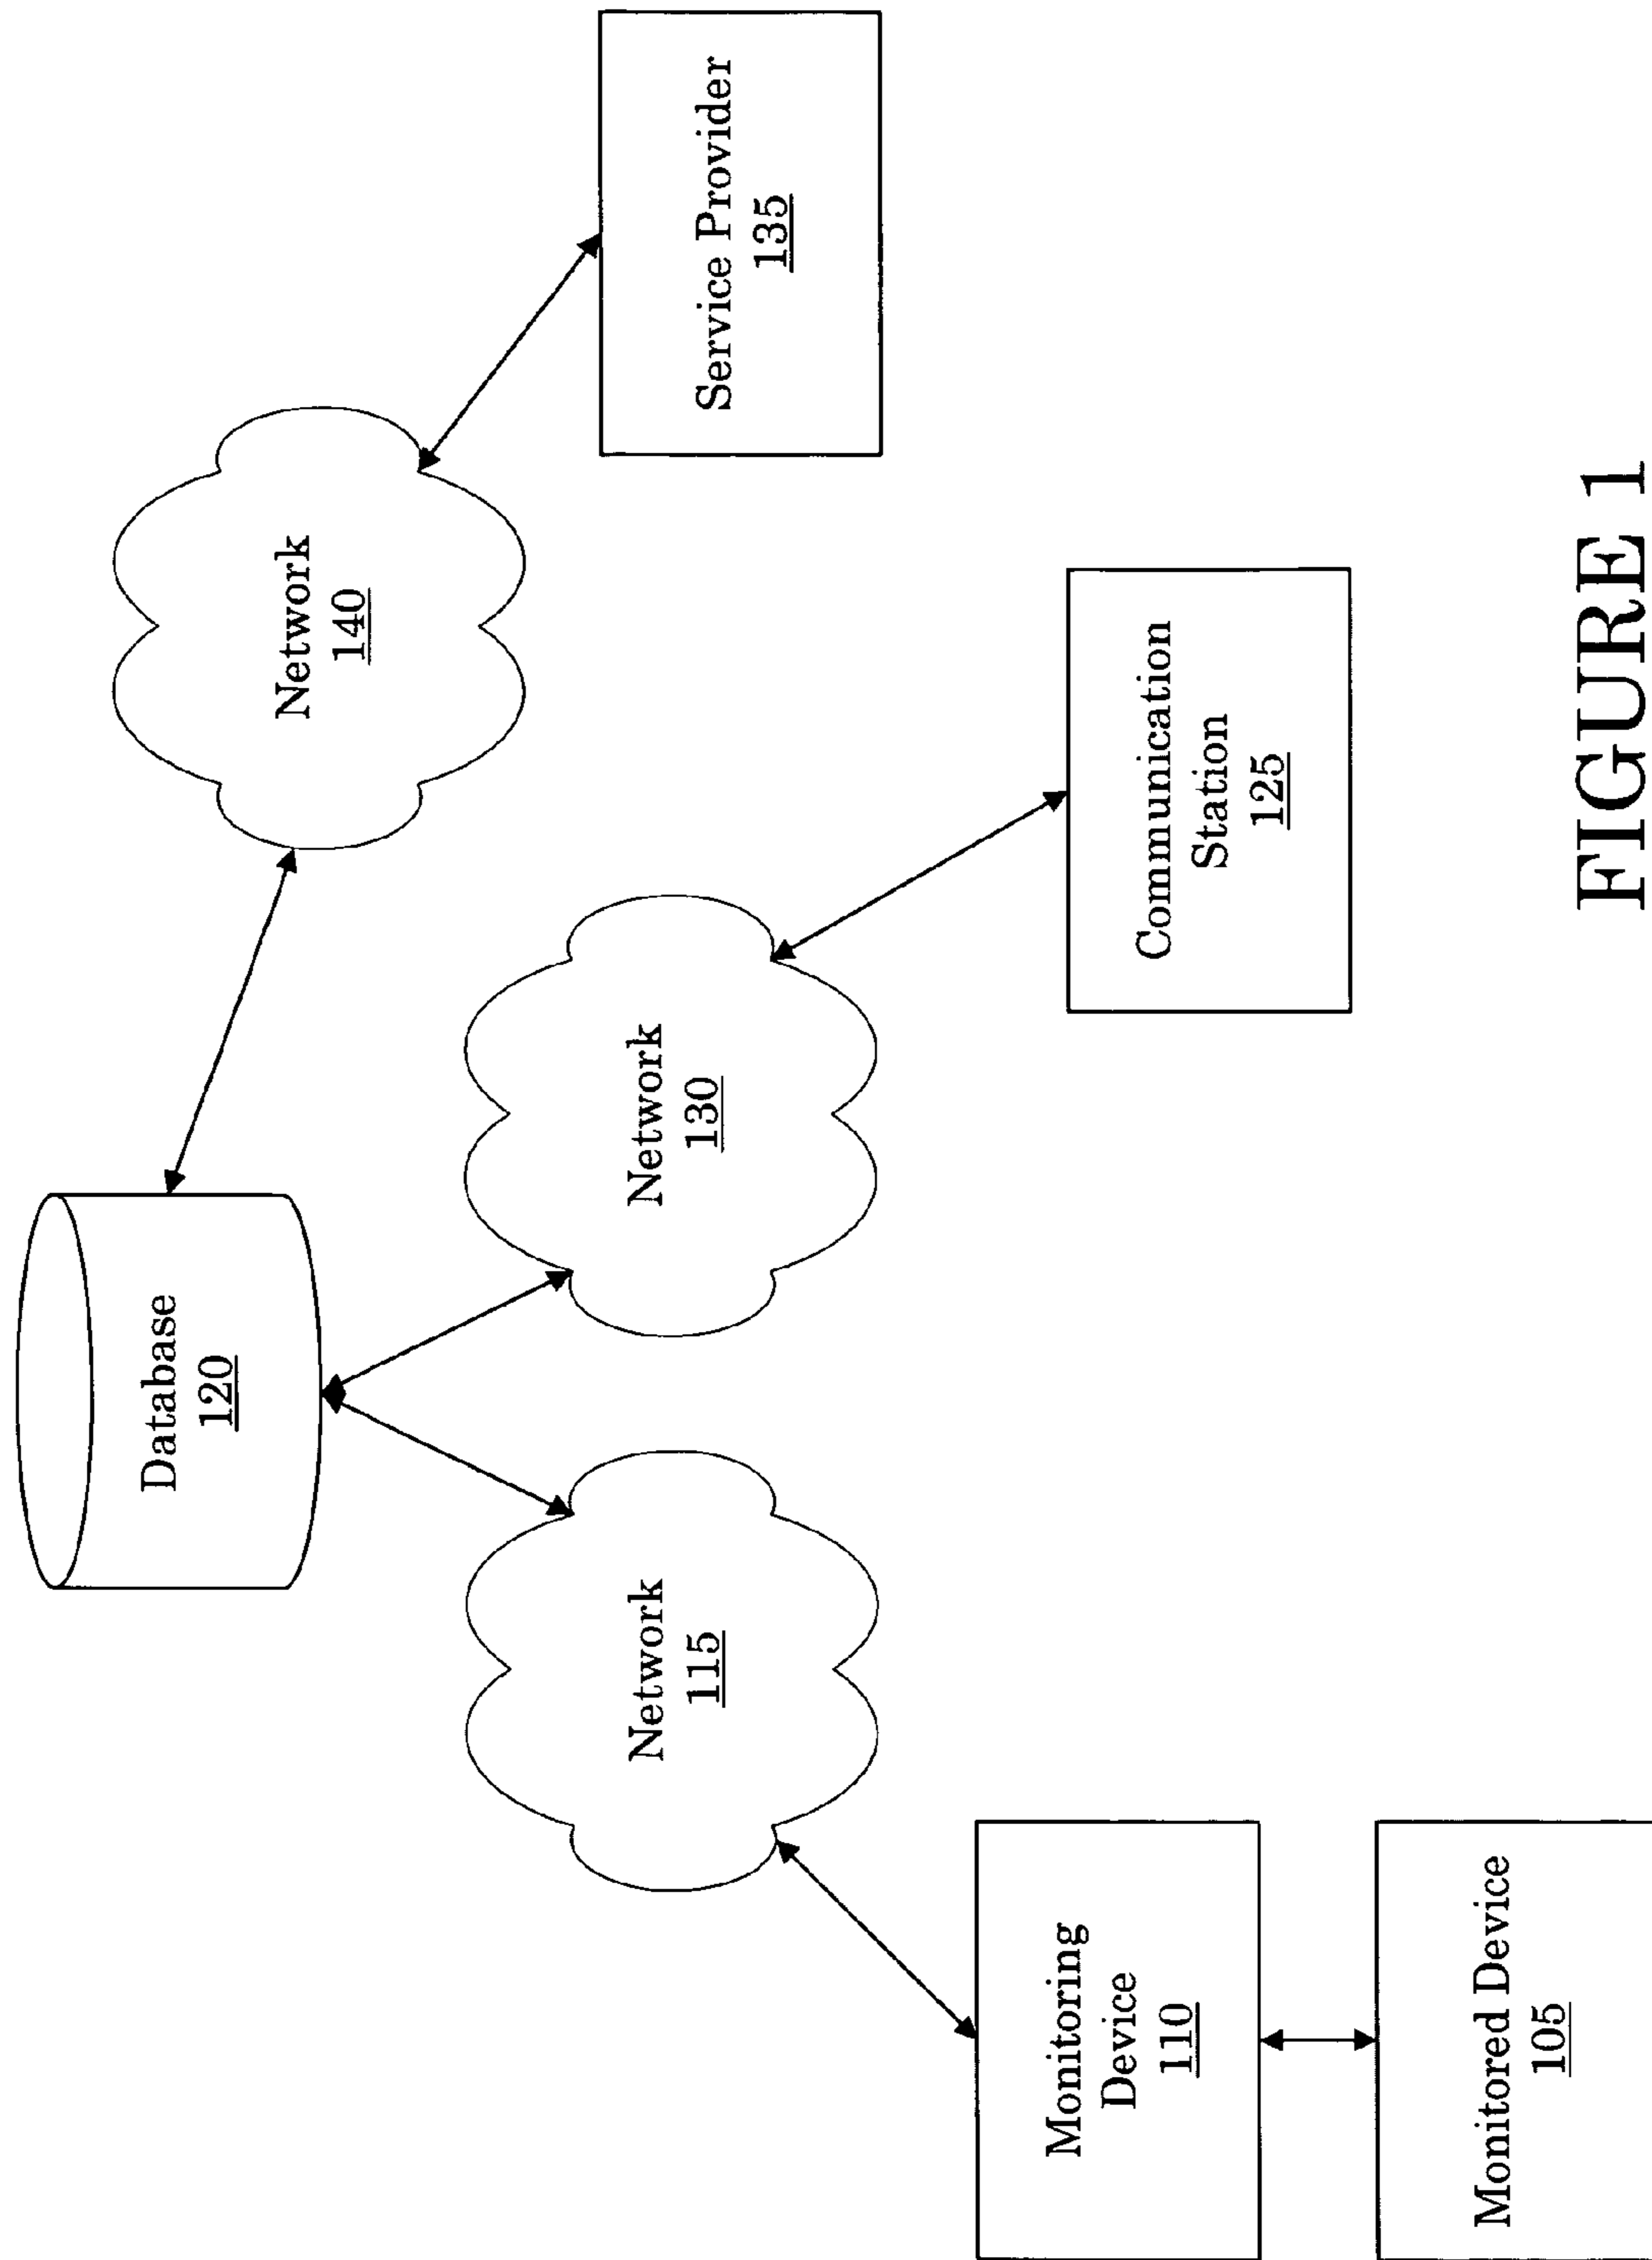 Database
120
Network
140
Network
115
Network
130
Service Provider
135
Monitoring
Device
110
Communication
Station
125
Monitored Device
105
FIGURE 1